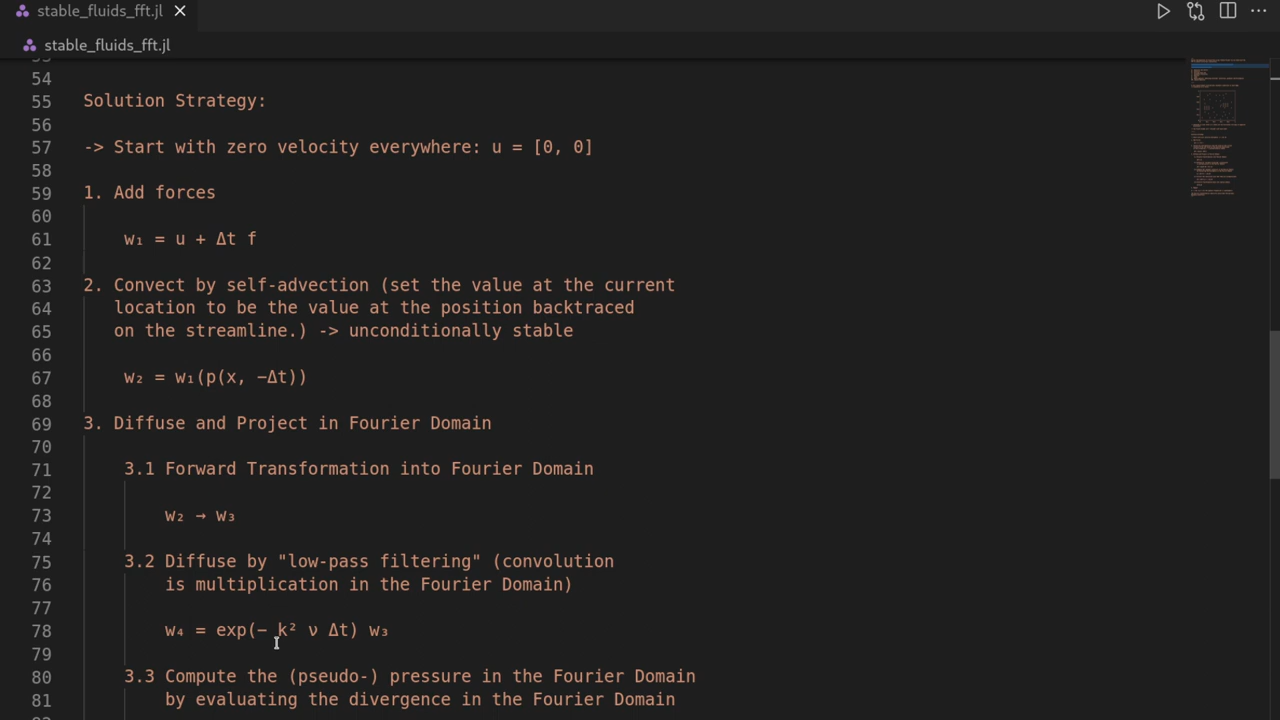 stable_fluids_fft.jl
stable_fluids_fft.jl
54
55 Solution Strategy:
56
57 -> Start with zero velocity everywhere: u = [0, 0]
58
59 1. Add forces
60
61 w₁ = u + Δt f
62
63 2. Convect by self-advection (set the value at the current
64 location to be the value at the position backtraced
65 on the streamline.) -> unconditionally stable
66
67 w₂ = w₁(p(x, −Δt))
68
69 3. Diffuse and Project in Fourier Domain
70
71 3.1 Forward Transformation into Fourier Domain
72
73 w₂ → w₃
74
75 3.2 Diffuse by "low-pass filtering" (convolution
76 is multiplication in the Fourier Domain)
77
78 w₄ = exp(− k² ν Δt) w₃
79
80 3.3 Compute the (pseudo-) pressure in the Fourier Domain
81 by evaluating the divergence in the Fourier Domain